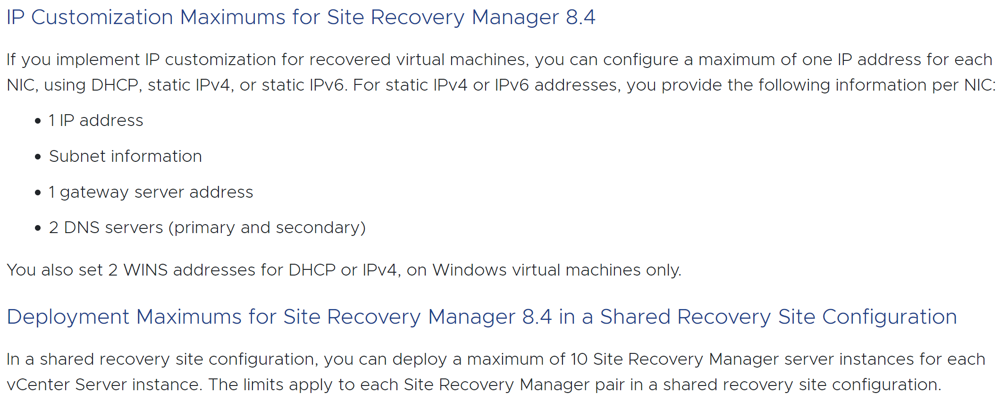 IP Customization Maximums for Site Recovery Manager 8.4
If you implement IP customization for recovered virtual machines, you can configure a maximum of one IP address for each
NIC, using DHCP, static IPv4, or static IPv6. For static IPv4 or IPv6 addresses, you provide the following information per NIC:
• 1 IP address
• Subnet information
• 1 gateway server address
• 2 DNS servers (primary and secondary)
You also set 2 WINS addresses for DHCP or IPv4, on Windows virtual machines only.
Deployment Maximums for Site Recovery Manager 8.4 in a Shared Recovery Site Configuration
In a shared recovery site configuration, you can deploy a maximum of 10 Site Recovery Manager server instances for each
vCenter Server instance. The limits apply to each Site Recovery Manager pair in a shared recovery site configuration.